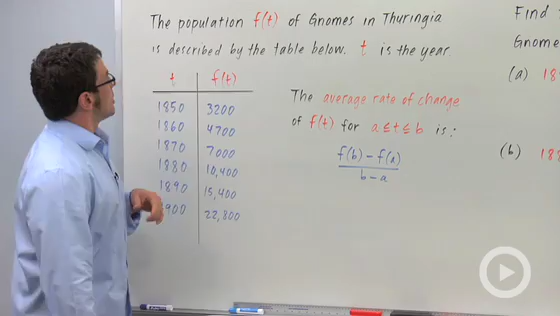 The population f(t) of Gnomes in Thuringia
is described by the table below. t is the year
t f(t)
1850 3200
1860 4700
1870 7000
1880 10,400
1890 15,400
900 22,800
The average rate of change
of f(t) for a ≤ t ≤ b is:
f(b) - f(a)
b - a
Find
Gnome
(a) 18
(b) 188